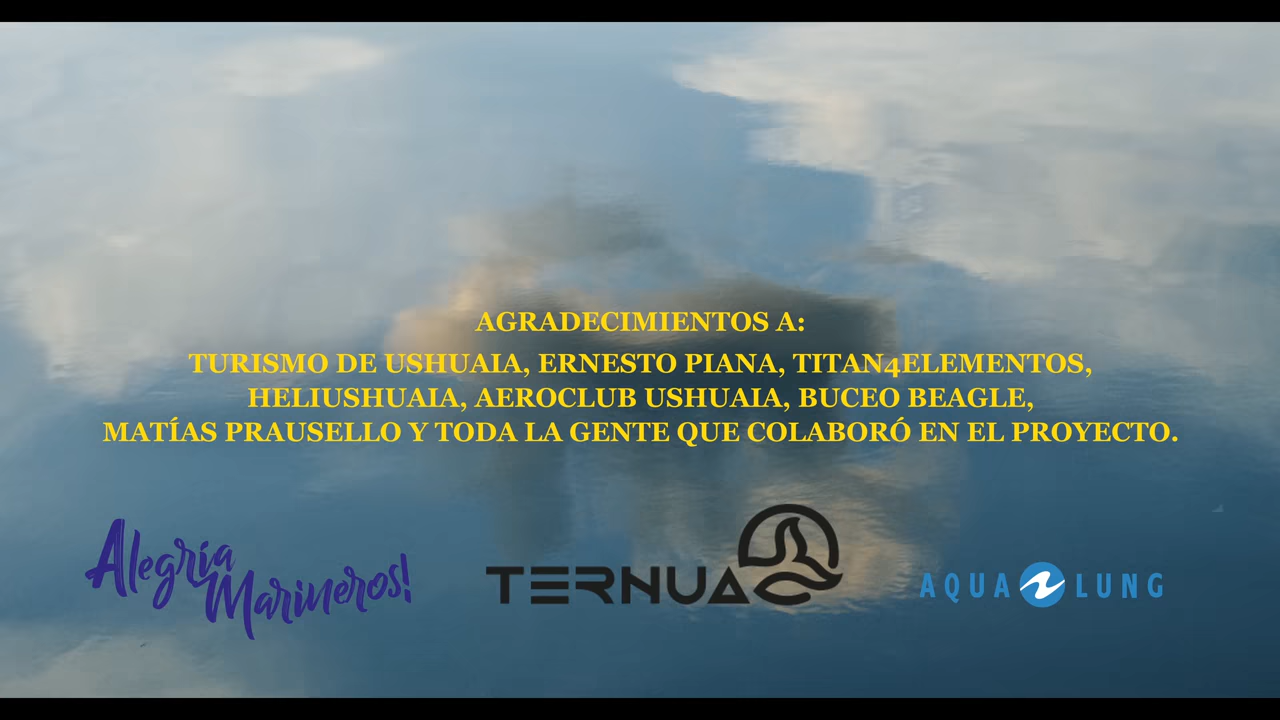 AGRADECIMIENTOS A:
TURISMO DE USHUAIA, ERNESTO PIANA, TITAN4ELEMENTOS,
HELIUSHUAIA, AEROCLUB USHUAIA, BUCEO BEAGLE,
MATÍAS PRAUSELLO Y TODA LA GENTE QUE COLABORÓ EN EL PROYECTO.
Alegría
Marineros!
TERNUA
AQUA LUNG